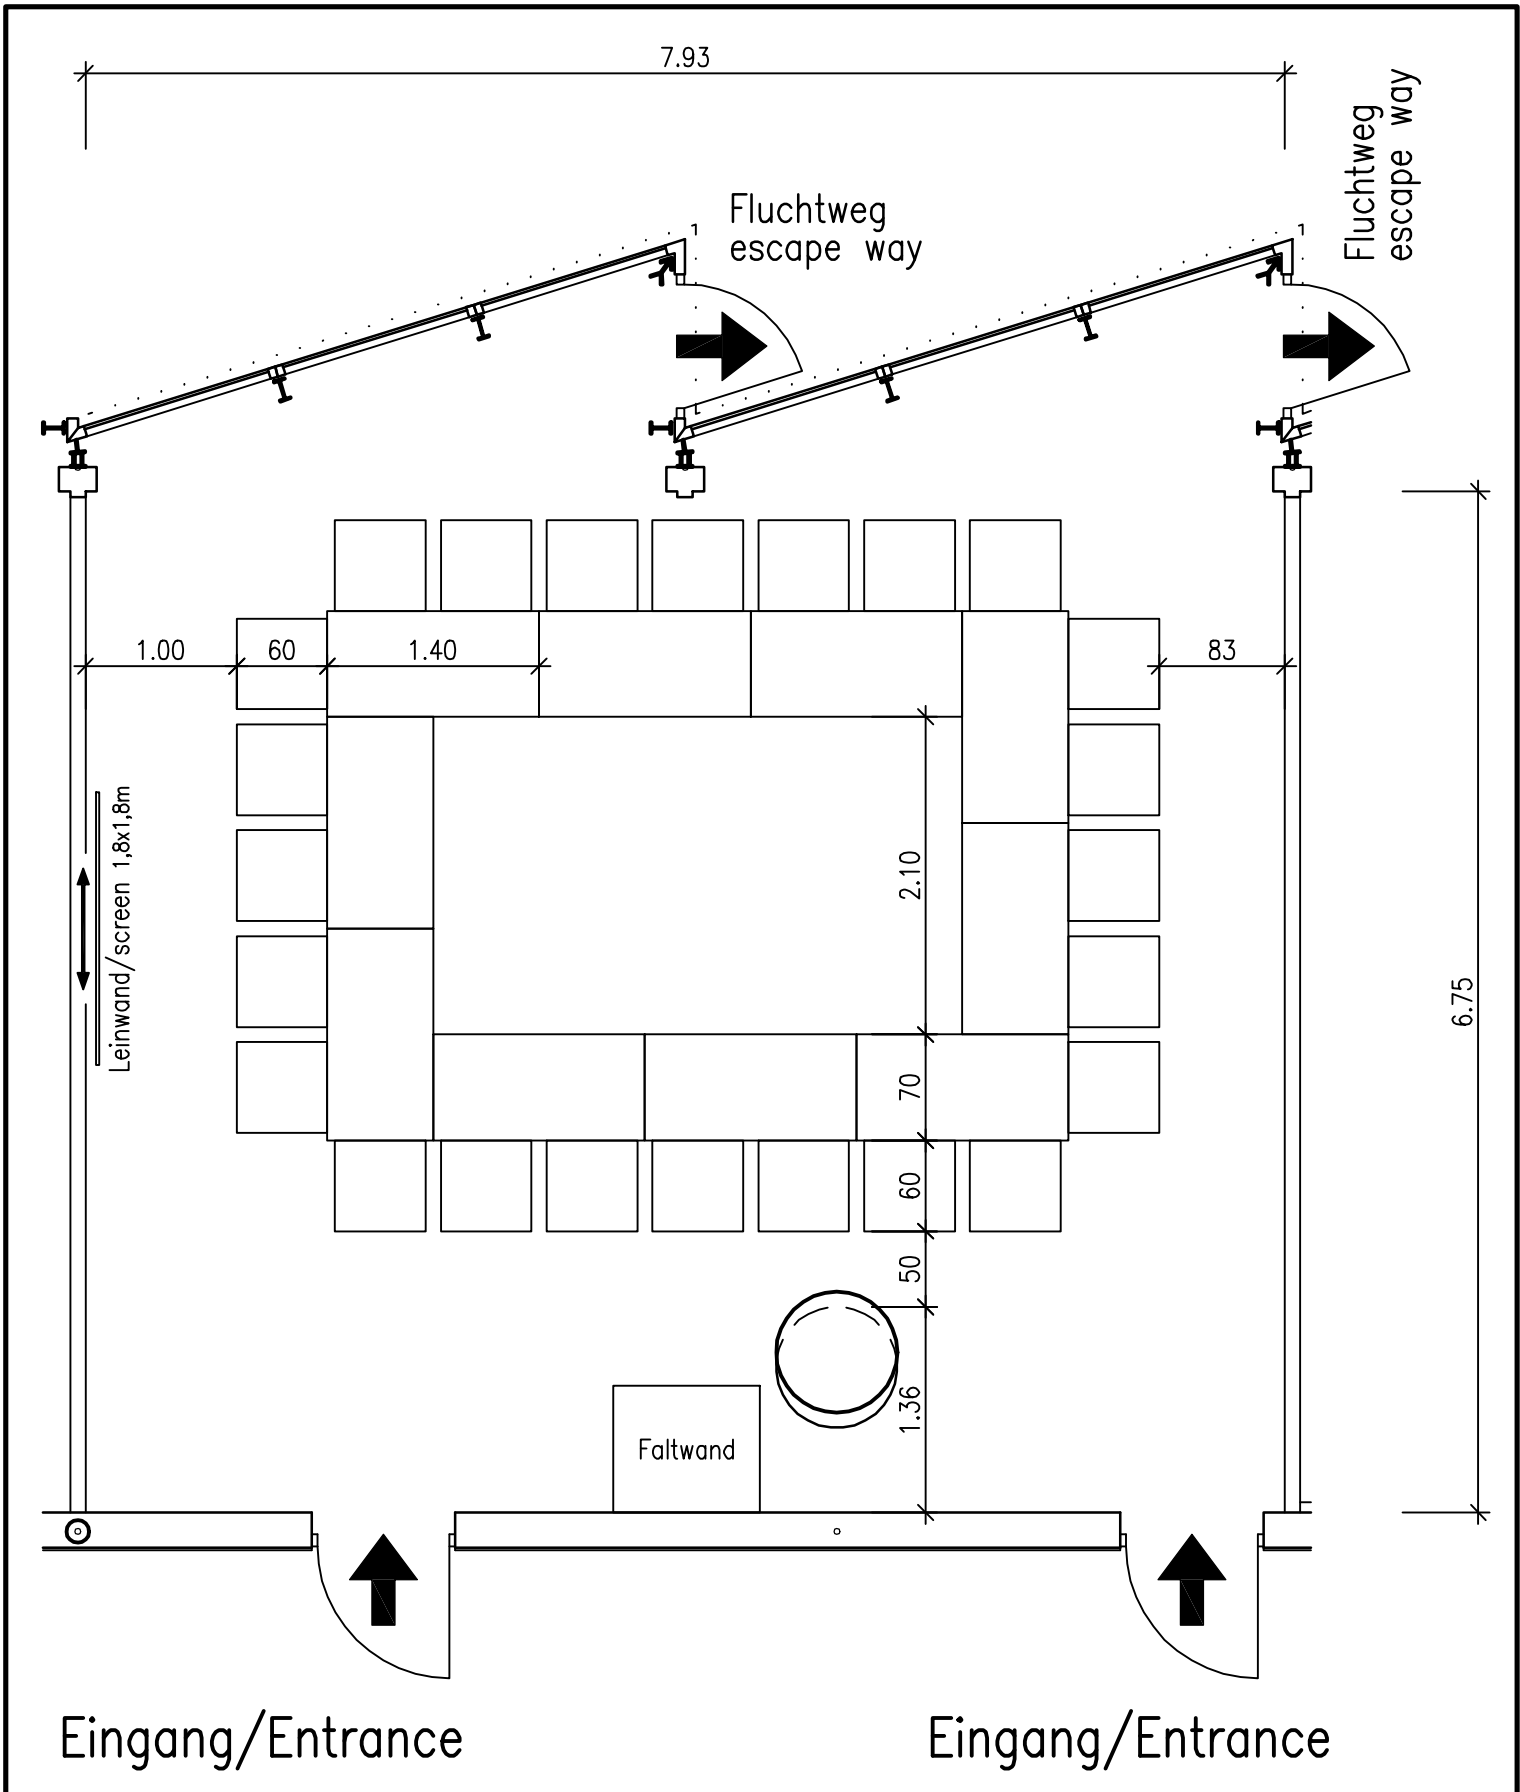 7.93
Fluchtweg
escape way
Fluchtweg
escape way
1.00
60
1.40
83
2.10
Leinwand/screen 1,8x1,8m
6.75
70
60
50
1.36
Faltwand
Eingang/Entrance
Eingang/Entrance